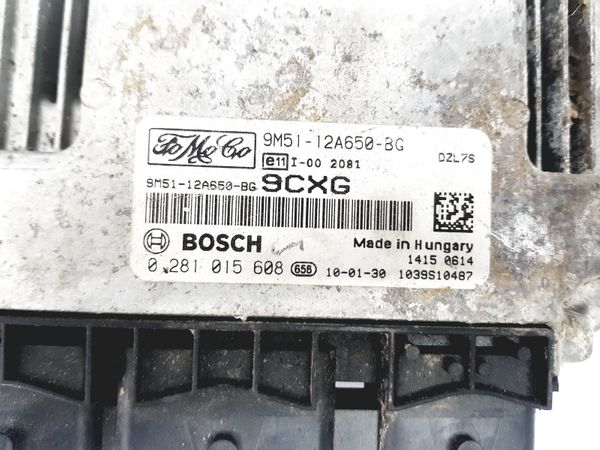 FoMoCo 9M51-12A650-BG
e11 I-00 2081 DZL7S
9M51-12A650-BG 9CXG
BOSCH Made in Hungary
1415 0614
0 281 015 608 658 10-01-30 1039S10487